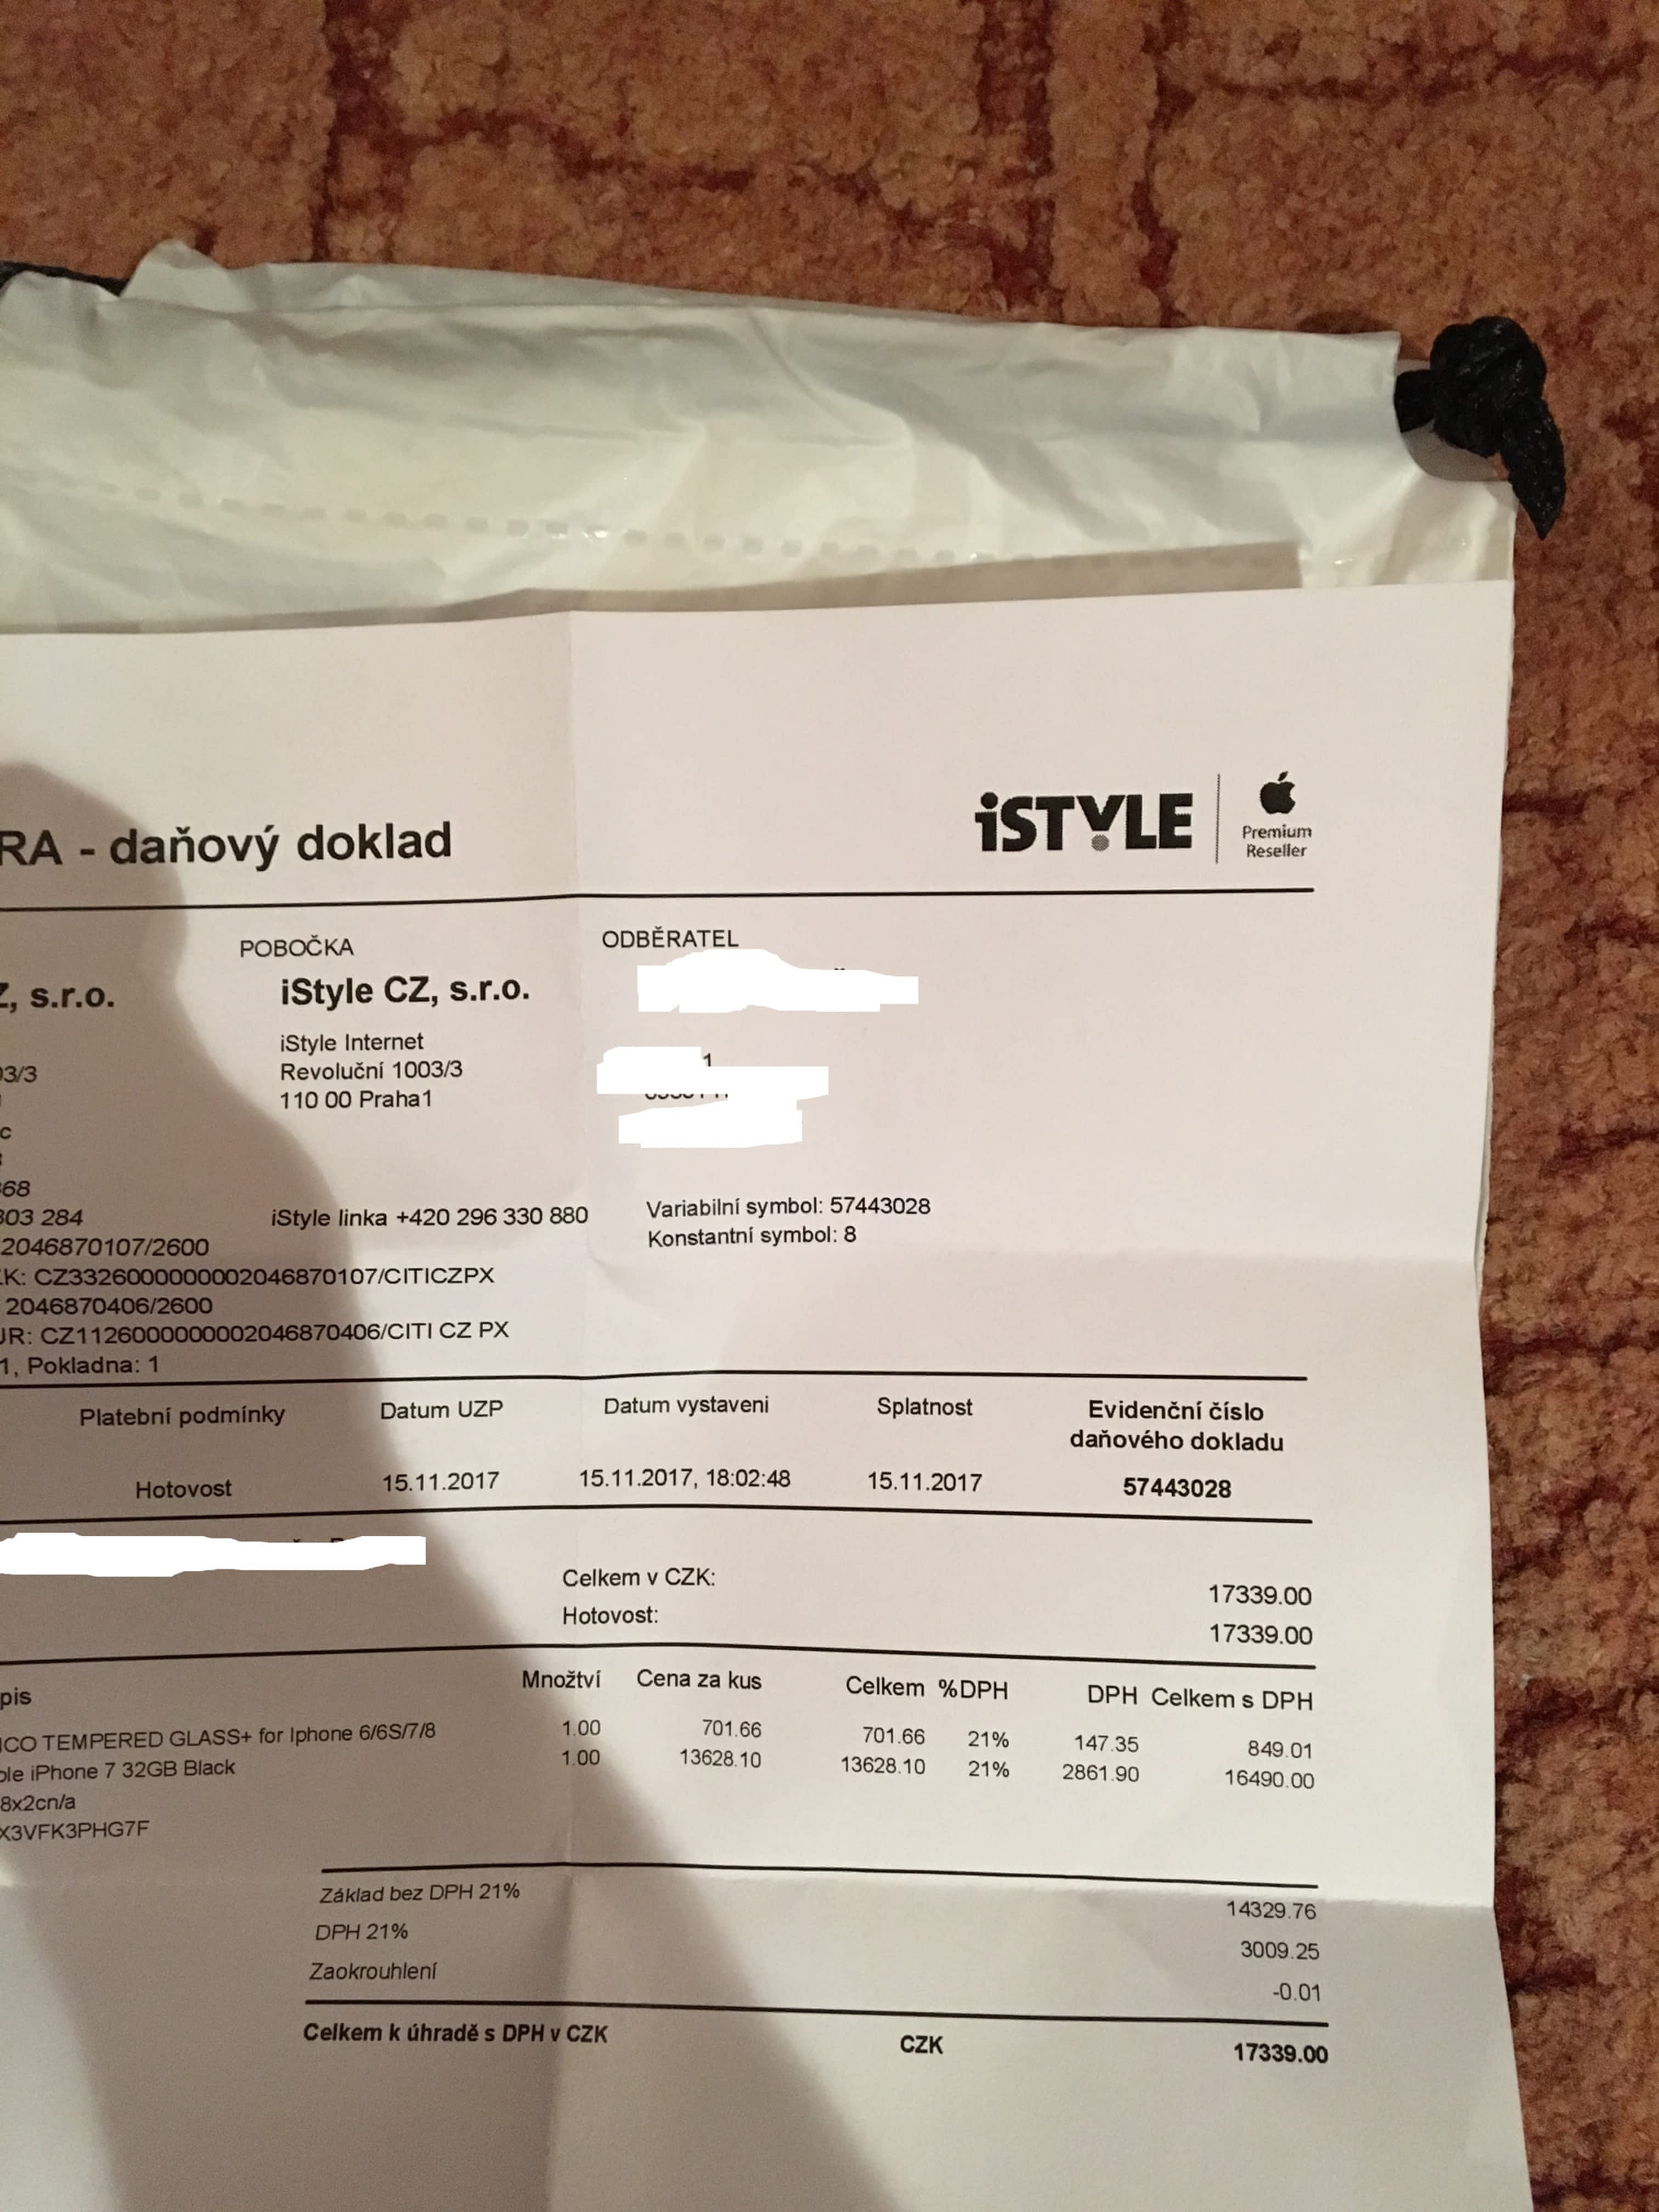 RA - daňový doklad
iSTYLE
Premium
Reseller
POBOČKA
ODBĚRATEL
Z, s.r.o.
iStyle CZ, s.r.o.
iStyle Internet
03/3
Revoluční 1003/3
1
110 00 Praha1
c
68
303 284
iStyle linka +420 296 330 880
Variabilní symbol: 57443028
2046870107/2600
Konstantní symbol: 8
K: CZ3326000000002046870107/CITICZPX
2046870406/2600
UR: CZ1126000000002046870406/CITI CZ PX
1, Pokladna: 1
Platební podmínky Datum UZP Datum vystaveni Splatnost Evidenční číslo
daňového dokladu
Hotovost 15.11.2017 15.11.2017, 18:02:48 15.11.2017 57443028
Celkem v CZK: 17339.00
Hotovost: 17339.00
pis Množtví Cena za kus Celkem %DPH DPH Celkem s DPH
ICO TEMPERED GLASS+ for Iphone 6/6S/7/8 1.00 701.66 701.66 21% 147.35 849.01
ple iPhone 7 32GB Black 1.00 13628.10 13628.10 21% 2861.90 16490.00
8x2cn/a
X3VFK3PHG7F
Základ bez DPH 21% 14329.76
DPH 21% 3009.25
Zaokrouhlení -0.01
Celkem k úhradě s DPH v CZK CZK 17339.00